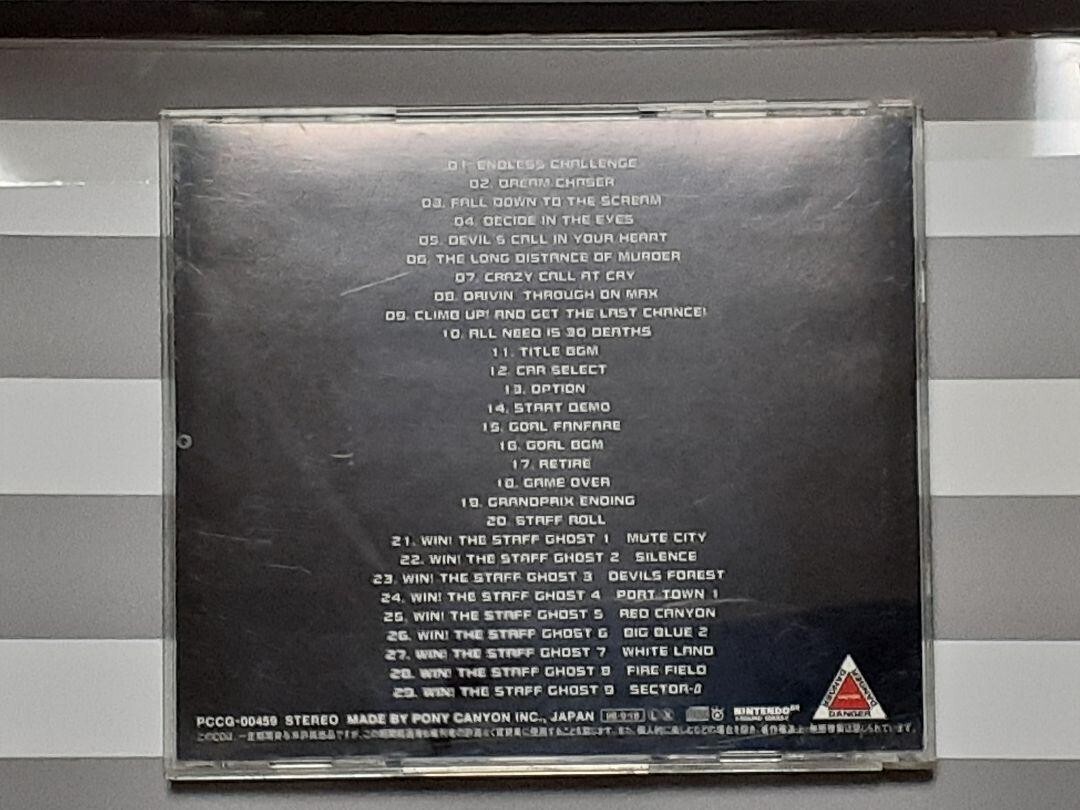 01. ENDLESS CHALLENGE
02. DREAM CHASER
03. FALL DOWN TO THE SCREAM
04. DECIDE IN THE EYES
05. DEVIL'S CALL IN YOUR HEART
06. THE LONG DISTANCE OF MURDER
07. CRAZY CALL AT CRY
08. DRIVIN' THROUGH ON MAX
09. CLIMB UP! AND GET THE LAST CHANCE!
10. ALL NEED IS 30 DEATHS
11. TITLE BGM
12. CAR SELECT
13. OPTION
14. START DEMO
15. GOAL FANFARE
16. GOAL BGM
17. RETIRE
18. GAME OVER
19. GRANDPRIX ENDING
20. STAFF ROLL
21. WIN! THE STAFF GHOST 1 MUTE CITY
22. WIN! THE STAFF GHOST 2 SILENCE
23. WIN! THE STAFF GHOST 3 DEVILS FOREST
24. WIN! THE STAFF GHOST 4 PORT TOWN 1
25. WIN! THE STAFF GHOST 5 RED CANYON
26. WIN! THE STAFF GHOST 6 BIG BLUE 2
27. WIN! THE STAFF GHOST 7 WHITE LAND
28. WIN! THE STAFF GHOST 8 FIRE FIELD
29. WIN! THE STAFF GHOST 9 SECTOR-α
DANGER DANGER DANGER
PCCG-00459 STEREO MADE BY PONY CANYON INC., JAPAN L X NINTENDO64